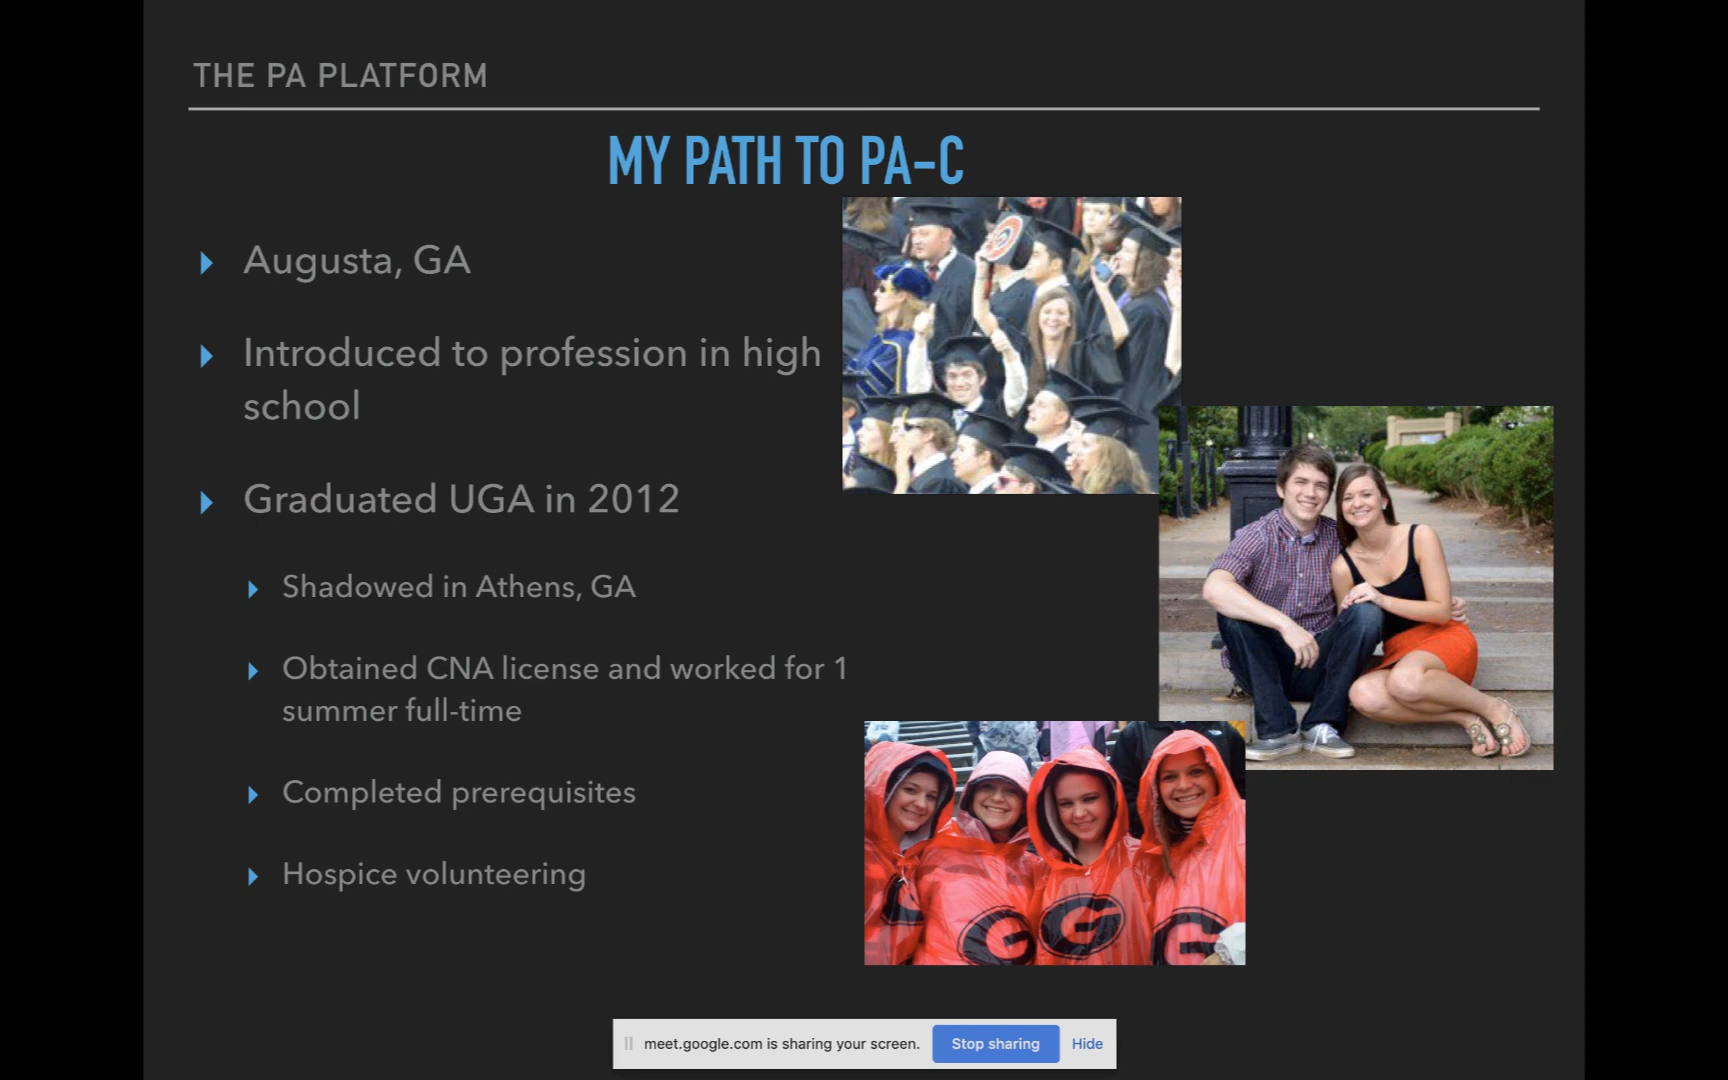 THE PA PLATFORM
MY PATH TO PA-C
Augusta, GA
Introduced to profession in high
school
Graduated UGA in 2012
Shadowed in Athens, GA
Obtained CNA license and worked for 1
summer full-time
Completed prerequisites
Hospice volunteering
G
G
G
meet.google.com is sharing your screen.
Stop sharing
Hide